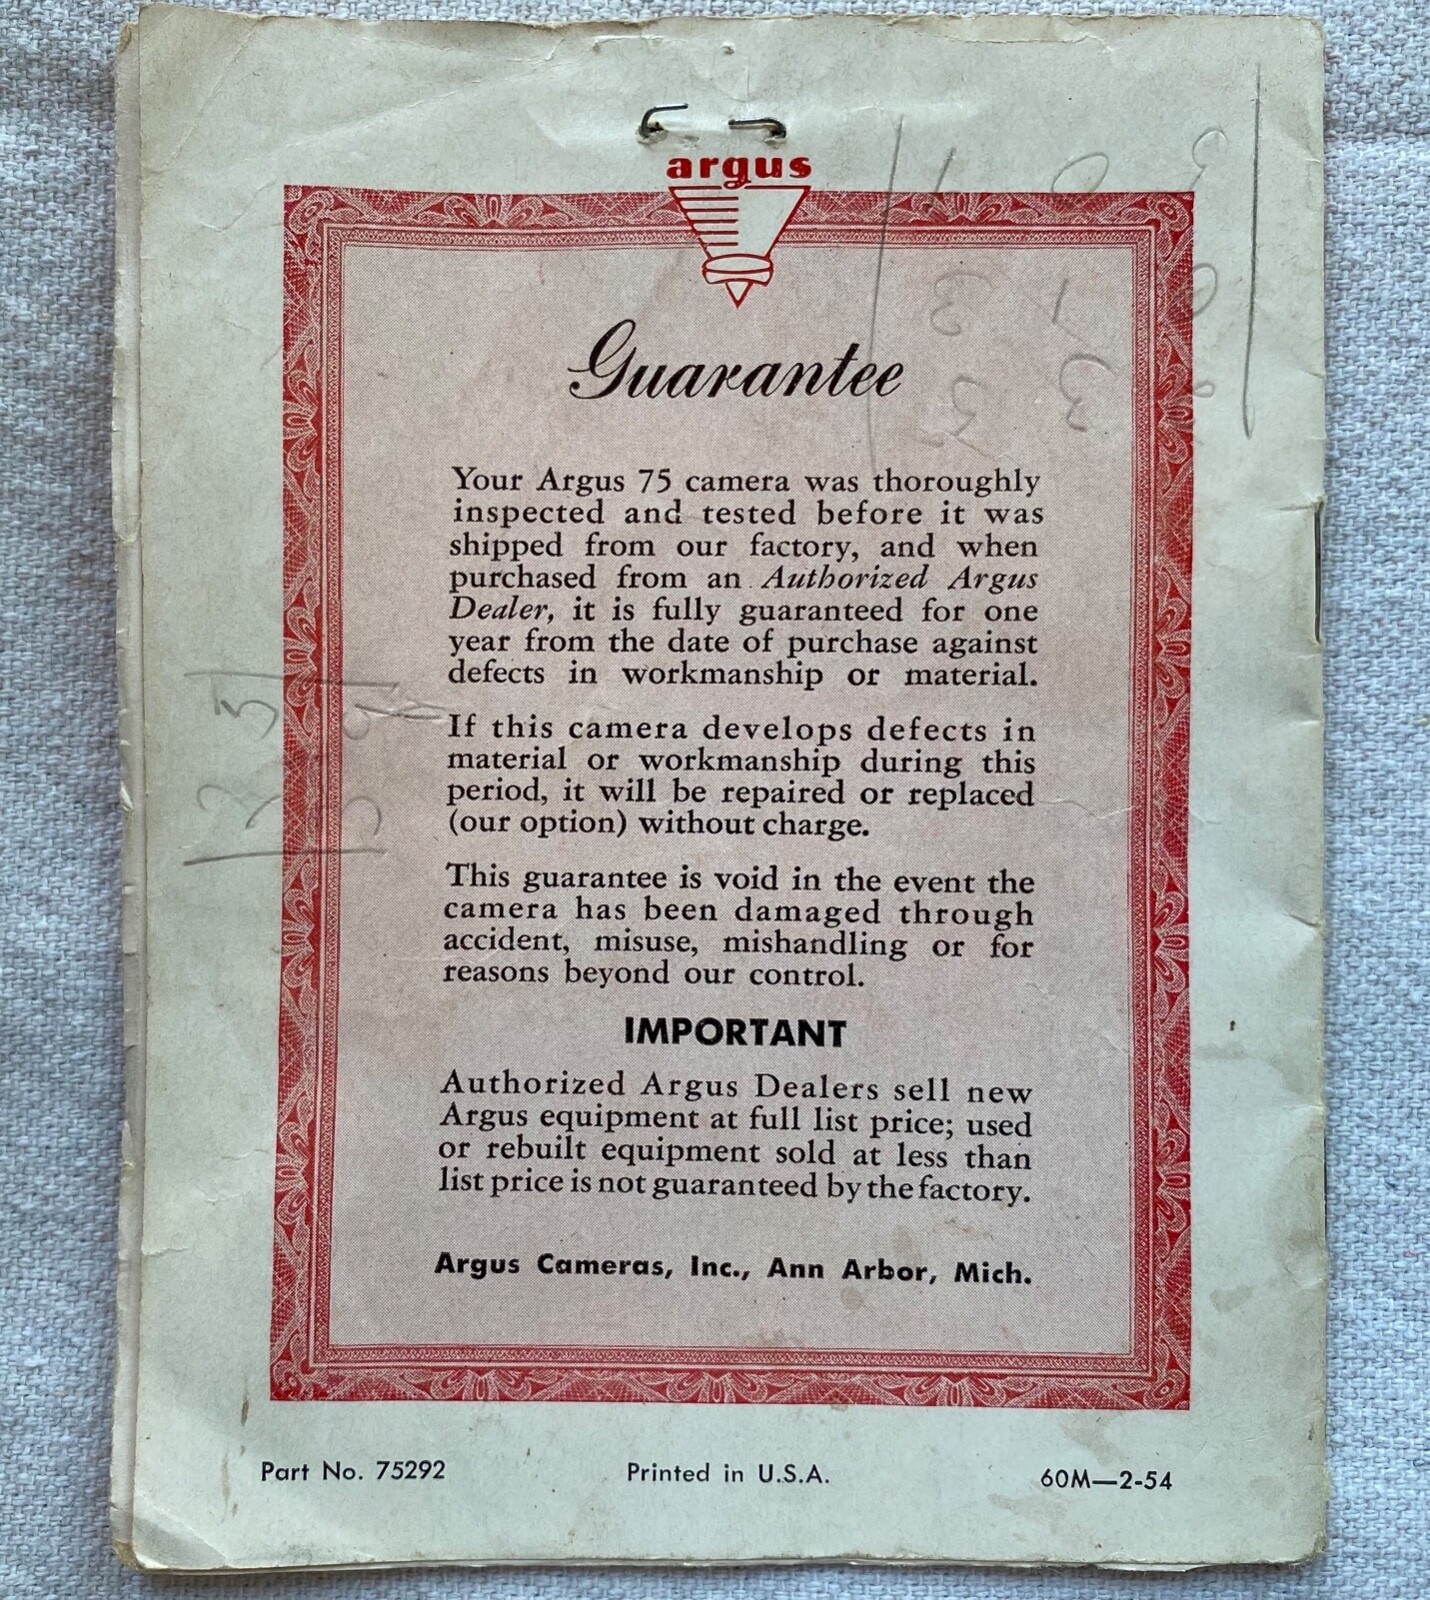 argus
Guarantee
Your Argus 75 camera was thoroughly
inspected and tested before it was
shipped from our factory, and when
purchased from an Authorized Argus
Dealer, it is fully guaranteed for one
year from the date of purchase against
defects in workmanship or material.
If this camera develops defects in
material or workmanship during this
period, it will be repaired or replaced
(our option) without charge.
This guarantee is void in the event the
camera has been damaged through
accident, misuse, mishandling or for
reasons beyond our control.
IMPORTANT
Authorized Argus Dealers sell new
Argus equipment at full list price; used
or rebuilt equipment sold at less than
list price is not guaranteed by the factory.
Argus Cameras, Inc., Ann Arbor, Mich.
Part No. 75292
Printed in U.S.A.
60M—2-54